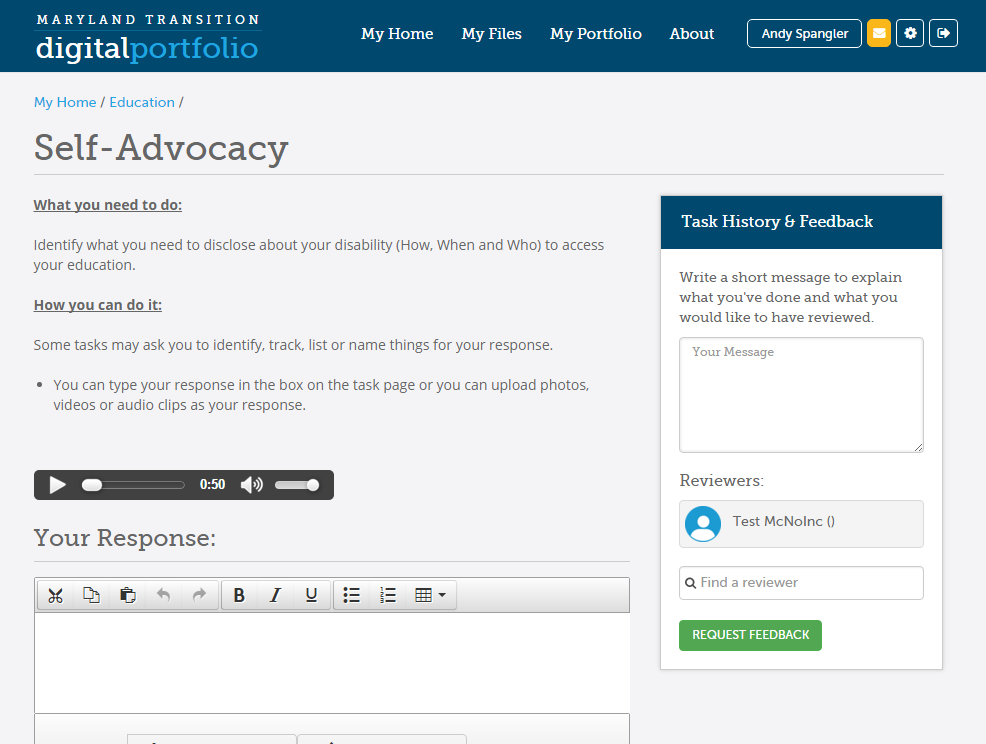 MARYLAND TRANSITION
digitalportfolio
My Home My Files My Portfolio About Andy Spangler
My Home / Education /
Self-Advocacy
What you need to do:
Identify what you need to disclose about your disability (How, When and Who) to access
your education.
How you can do it:
Some tasks may ask you to identify, track, list or name things for your response.
• You can type your response in the box on the task page or you can upload photos,
videos or audio clips as your response.
0:50
Your Response:
B I U
Task History & Feedback
Write a short message to explain
what you've done and what you
would like to have reviewed.
Your Message
Reviewers:
Test McNoInc ()
Find a reviewer
REQUEST FEEDBACK